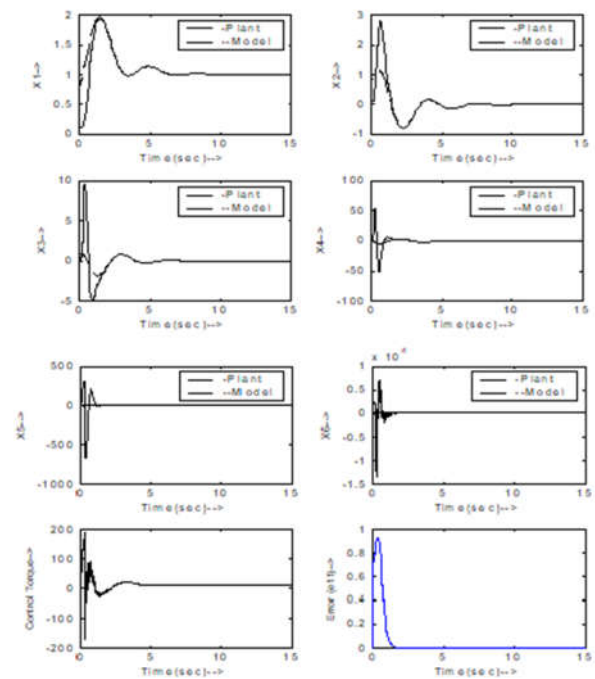 2
1.5
1
0.5
0
X1-->
-Plant
--Model
0 5 10 15
Time(sec)-->
3
2
1
0
-1
X2-->
-Plant
--Model
0 5 10 15
Time(sec)-->
10
5
0
-5
X3-->
-Plant
--Model
0 5 10 15
Time(sec)-->
100
50
0
-50
-100
X4-->
-Plant
--Model
0 5 10 15
Time(sec)-->
500
0
-500
-1000
X5-->
-Plant
--Model
0 5 10 15
Time(sec)-->
1
0.5
0
-0.5
-1
-1.5
X6-->
-Plant
--Model
0 5 10 15
Time(sec)-->
200
100
0
-100
-200
Control Torque-->
0 5 10 15
Time(sec)-->
1
0.8
0.6
0.4
0.2
0
Error(e11)-->
0 5 10 15
Time(sec)-->